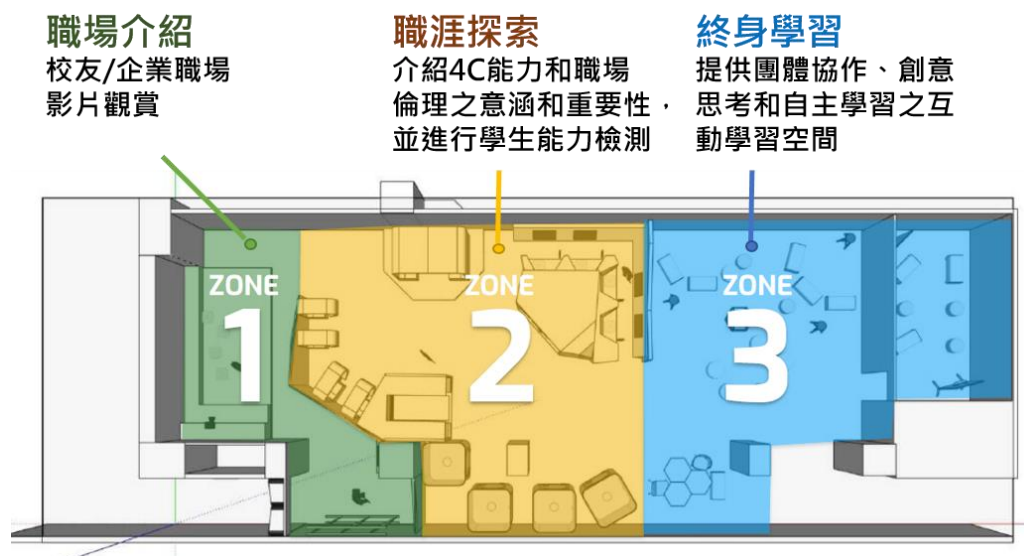 職場介紹
校友/企業職場
影片觀賞
職涯探索
介紹4C能力和職場
倫理之意涵和重要性，
並進行學生能力檢測
終身學習
提供團體協作、創意
思考和自主學習之互
動學習空間
ZONE
1
ZONE
2
ZONE
3